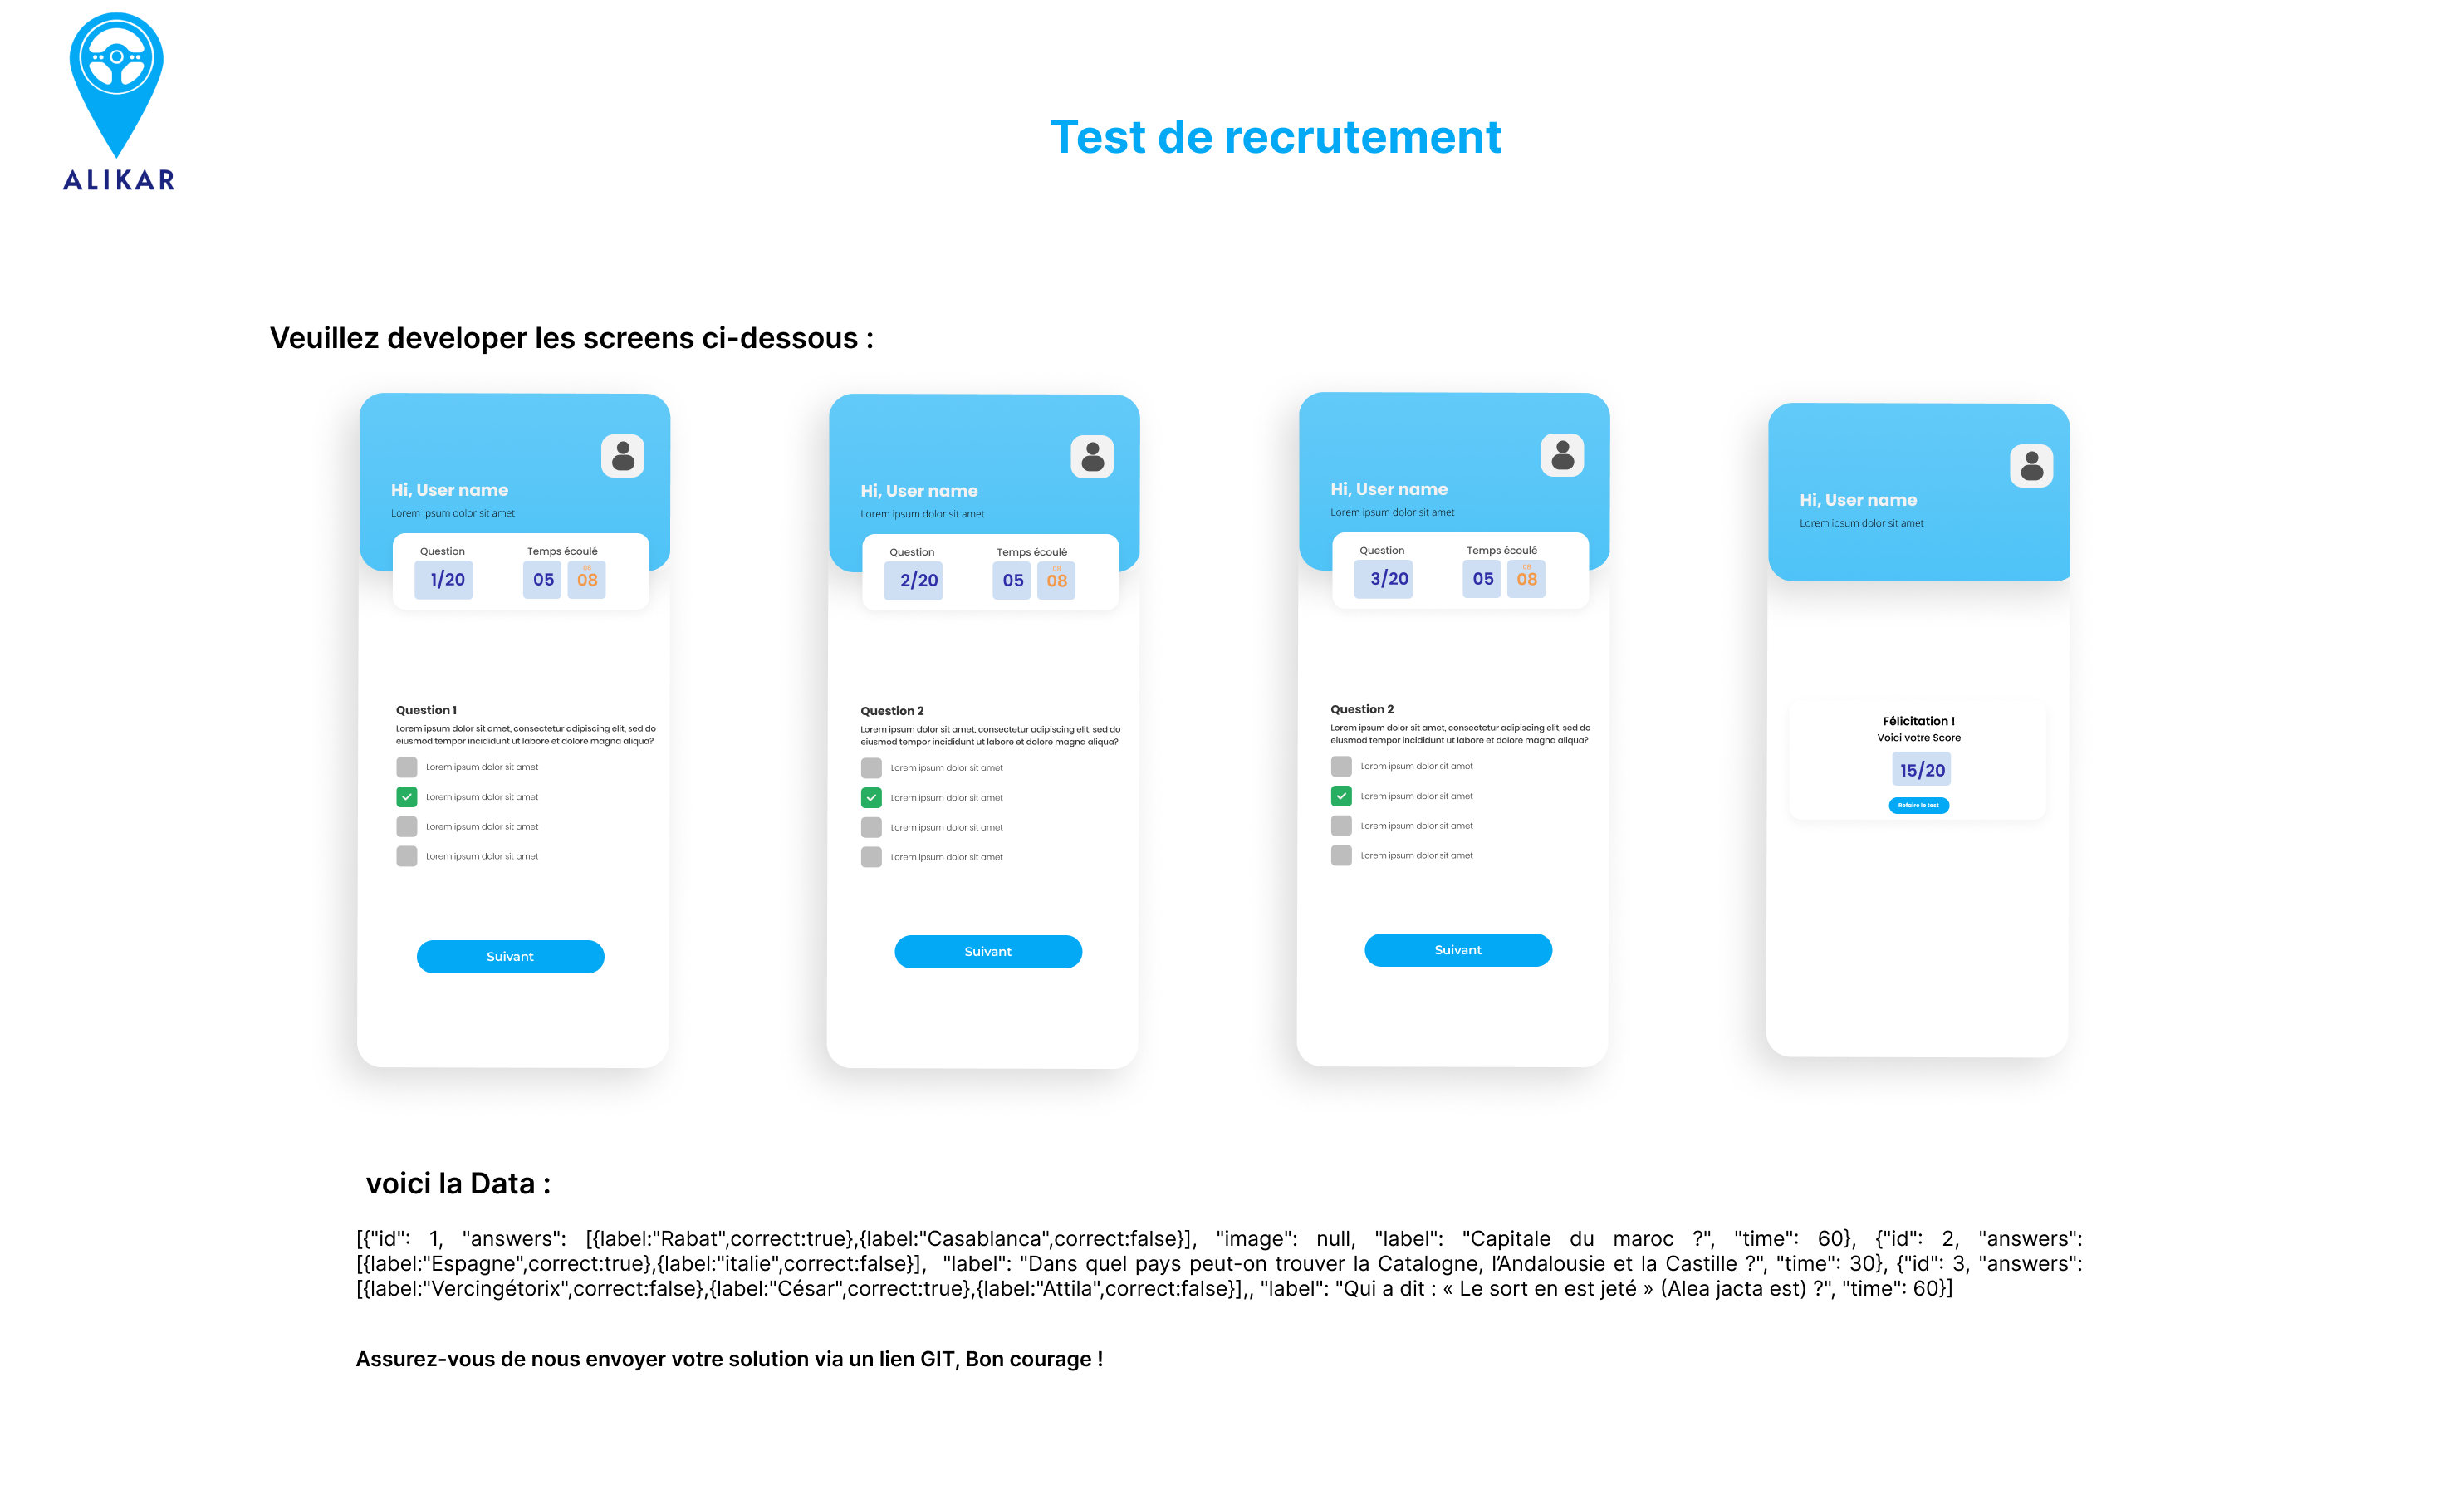 ALIKAR
Test de recrutement
Veuillez developer les screens ci-dessous :
Hi, User name
Lorem ipsum dolor sit amet
Question
Temps écoulé
1/20
05
09
08
Question 1
Lorem ipsum dolor sit amet, consectetur adipiscing elit, sed do
eiusmod tempor incididunt ut labore et dolore magna aliqua?
Lorem ipsum dolor sit amet
Lorem ipsum dolor sit amet
Lorem ipsum dolor sit amet
Lorem ipsum dolor sit amet
Suivant
Hi, User name
Lorem ipsum dolor sit amet
Question
Temps écoulé
2/20
05
09
08
Question 2
Lorem ipsum dolor sit amet, consectetur adipiscing elit, sed do
eiusmod tempor incididunt ut labore et dolore magna aliqua?
Lorem ipsum dolor sit amet
Lorem ipsum dolor sit amet
Lorem ipsum dolor sit amet
Lorem ipsum dolor sit amet
Suivant
Hi, User name
Lorem ipsum dolor sit amet
Question
Temps écoulé
3/20
05
09
08
Question 2
Lorem ipsum dolor sit amet, consectetur adipiscing elit, sed do
eiusmod tempor incididunt ut labore et dolore magna aliqua?
Lorem ipsum dolor sit amet
Lorem ipsum dolor sit amet
Lorem ipsum dolor sit amet
Lorem ipsum dolor sit amet
Suivant
Hi, User name
Lorem ipsum dolor sit amet
Félicitation !
Voici votre Score
15/20
Refaire le test
voici la Data :
[{"id": 1, "answers": [{label:"Rabat",correct:true},{label:"Casablanca",correct:false}], "image": null, "label": "Capitale du maroc ?", "time": 60}, {"id": 2, "answers":
[{label:"Espagne",correct:true},{label:"italie",correct:false}], "label": "Dans quel pays peut-on trouver la Catalogne, l’Andalousie et la Castille ?", "time": 30}, {"id": 3, "answers":
[{label:"Vercingétorix",correct:false},{label:"César",correct:true},{label:"Attila",correct:false}],, "label": "Qui a dit : « Le sort en est jeté » (Alea jacta est) ?", "time": 60}]
Assurez-vous de nous envoyer votre solution via un lien GIT, Bon courage !